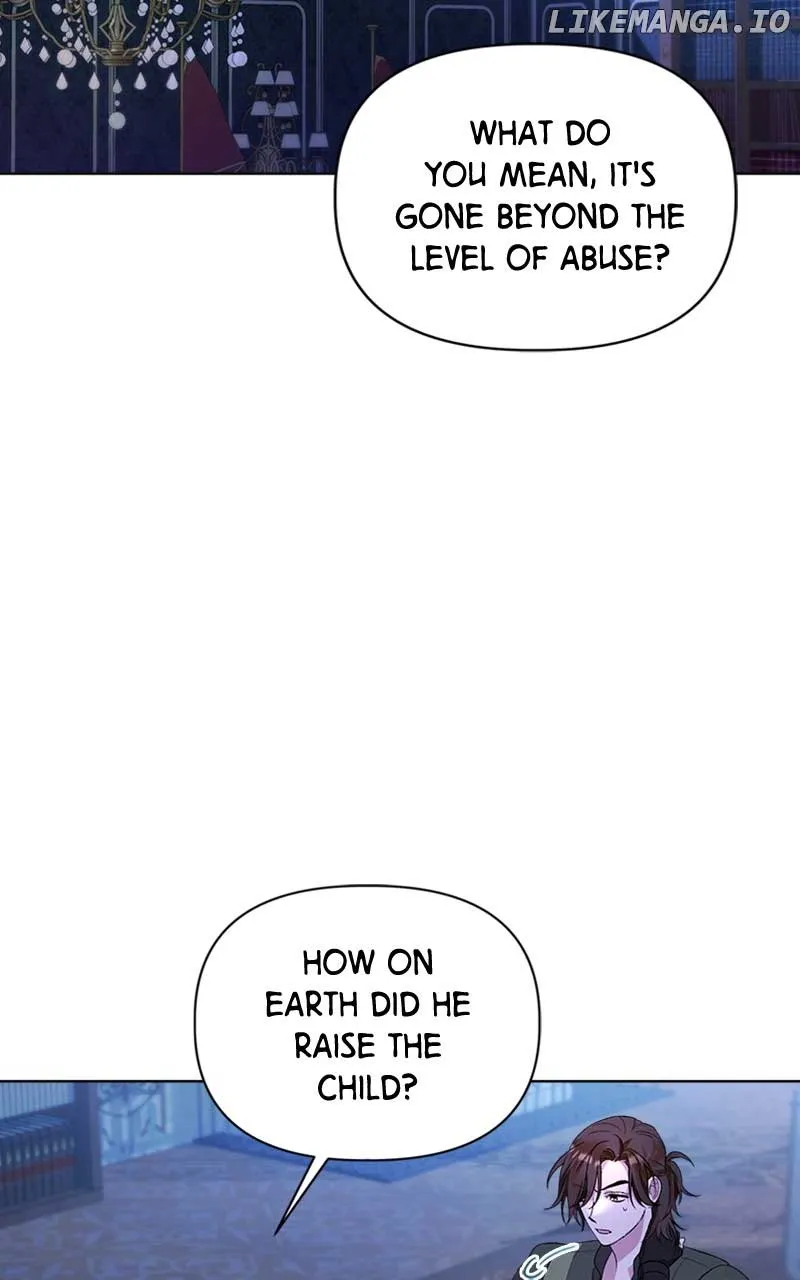 LIKEMANGA.IO
WHAT DO
YOU MEAN, IT'S
GONE BEYOND THE
LEVEL OF ABUSE?
HOW ON
EARTH DID HE
RAISE THE
CHILD?